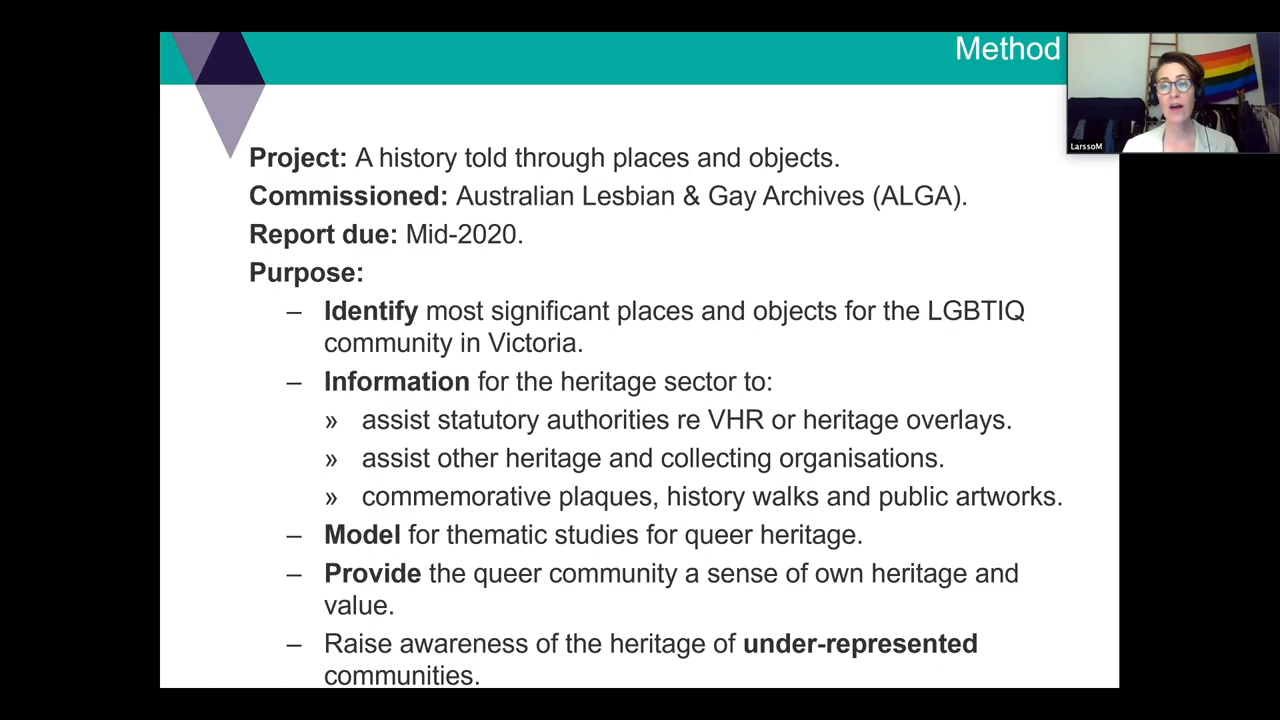 Method
LarssoM
Project: A history told through places and objects.
Commissioned: Australian Lesbian & Gay Archives (ALGA).
Report due: Mid-2020.
Purpose:
– Identify most significant places and objects for the LGBTIQ
community in Victoria.
– Information for the heritage sector to:
» assist statutory authorities re VHR or heritage overlays.
» assist other heritage and collecting organisations.
» commemorative plaques, history walks and public artworks.
– Model for thematic studies for queer heritage.
– Provide the queer community a sense of own heritage and
value.
– Raise awareness of the heritage of under-represented
communities.